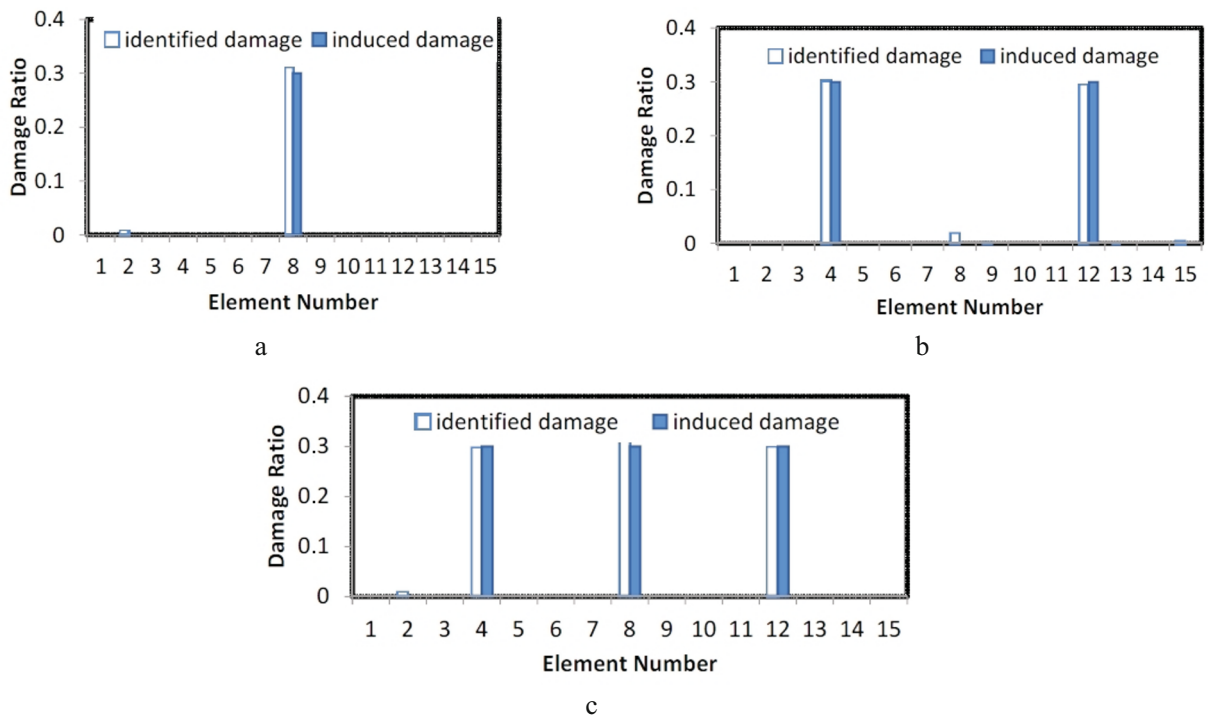 0.4
identified damage induced damage
0.3
0.2
0.1
0
Damage Ratio
1 2 3 4 5 6 7 8 9 10 11 12 13 14 15
Element Number
a
0.4
identified damage induced damage
0.3
0.2
0.1
0
Damage Ratio
1 2 3 4 5 6 7 8 9 10 11 12 13 14 15
Element Number
b
0.4
identified damage induced damage
0.3
0.2
0.1
0
Damage Ratio
1 2 3 4 5 6 7 8 9 10 11 12 13 14 15
Element Number
c